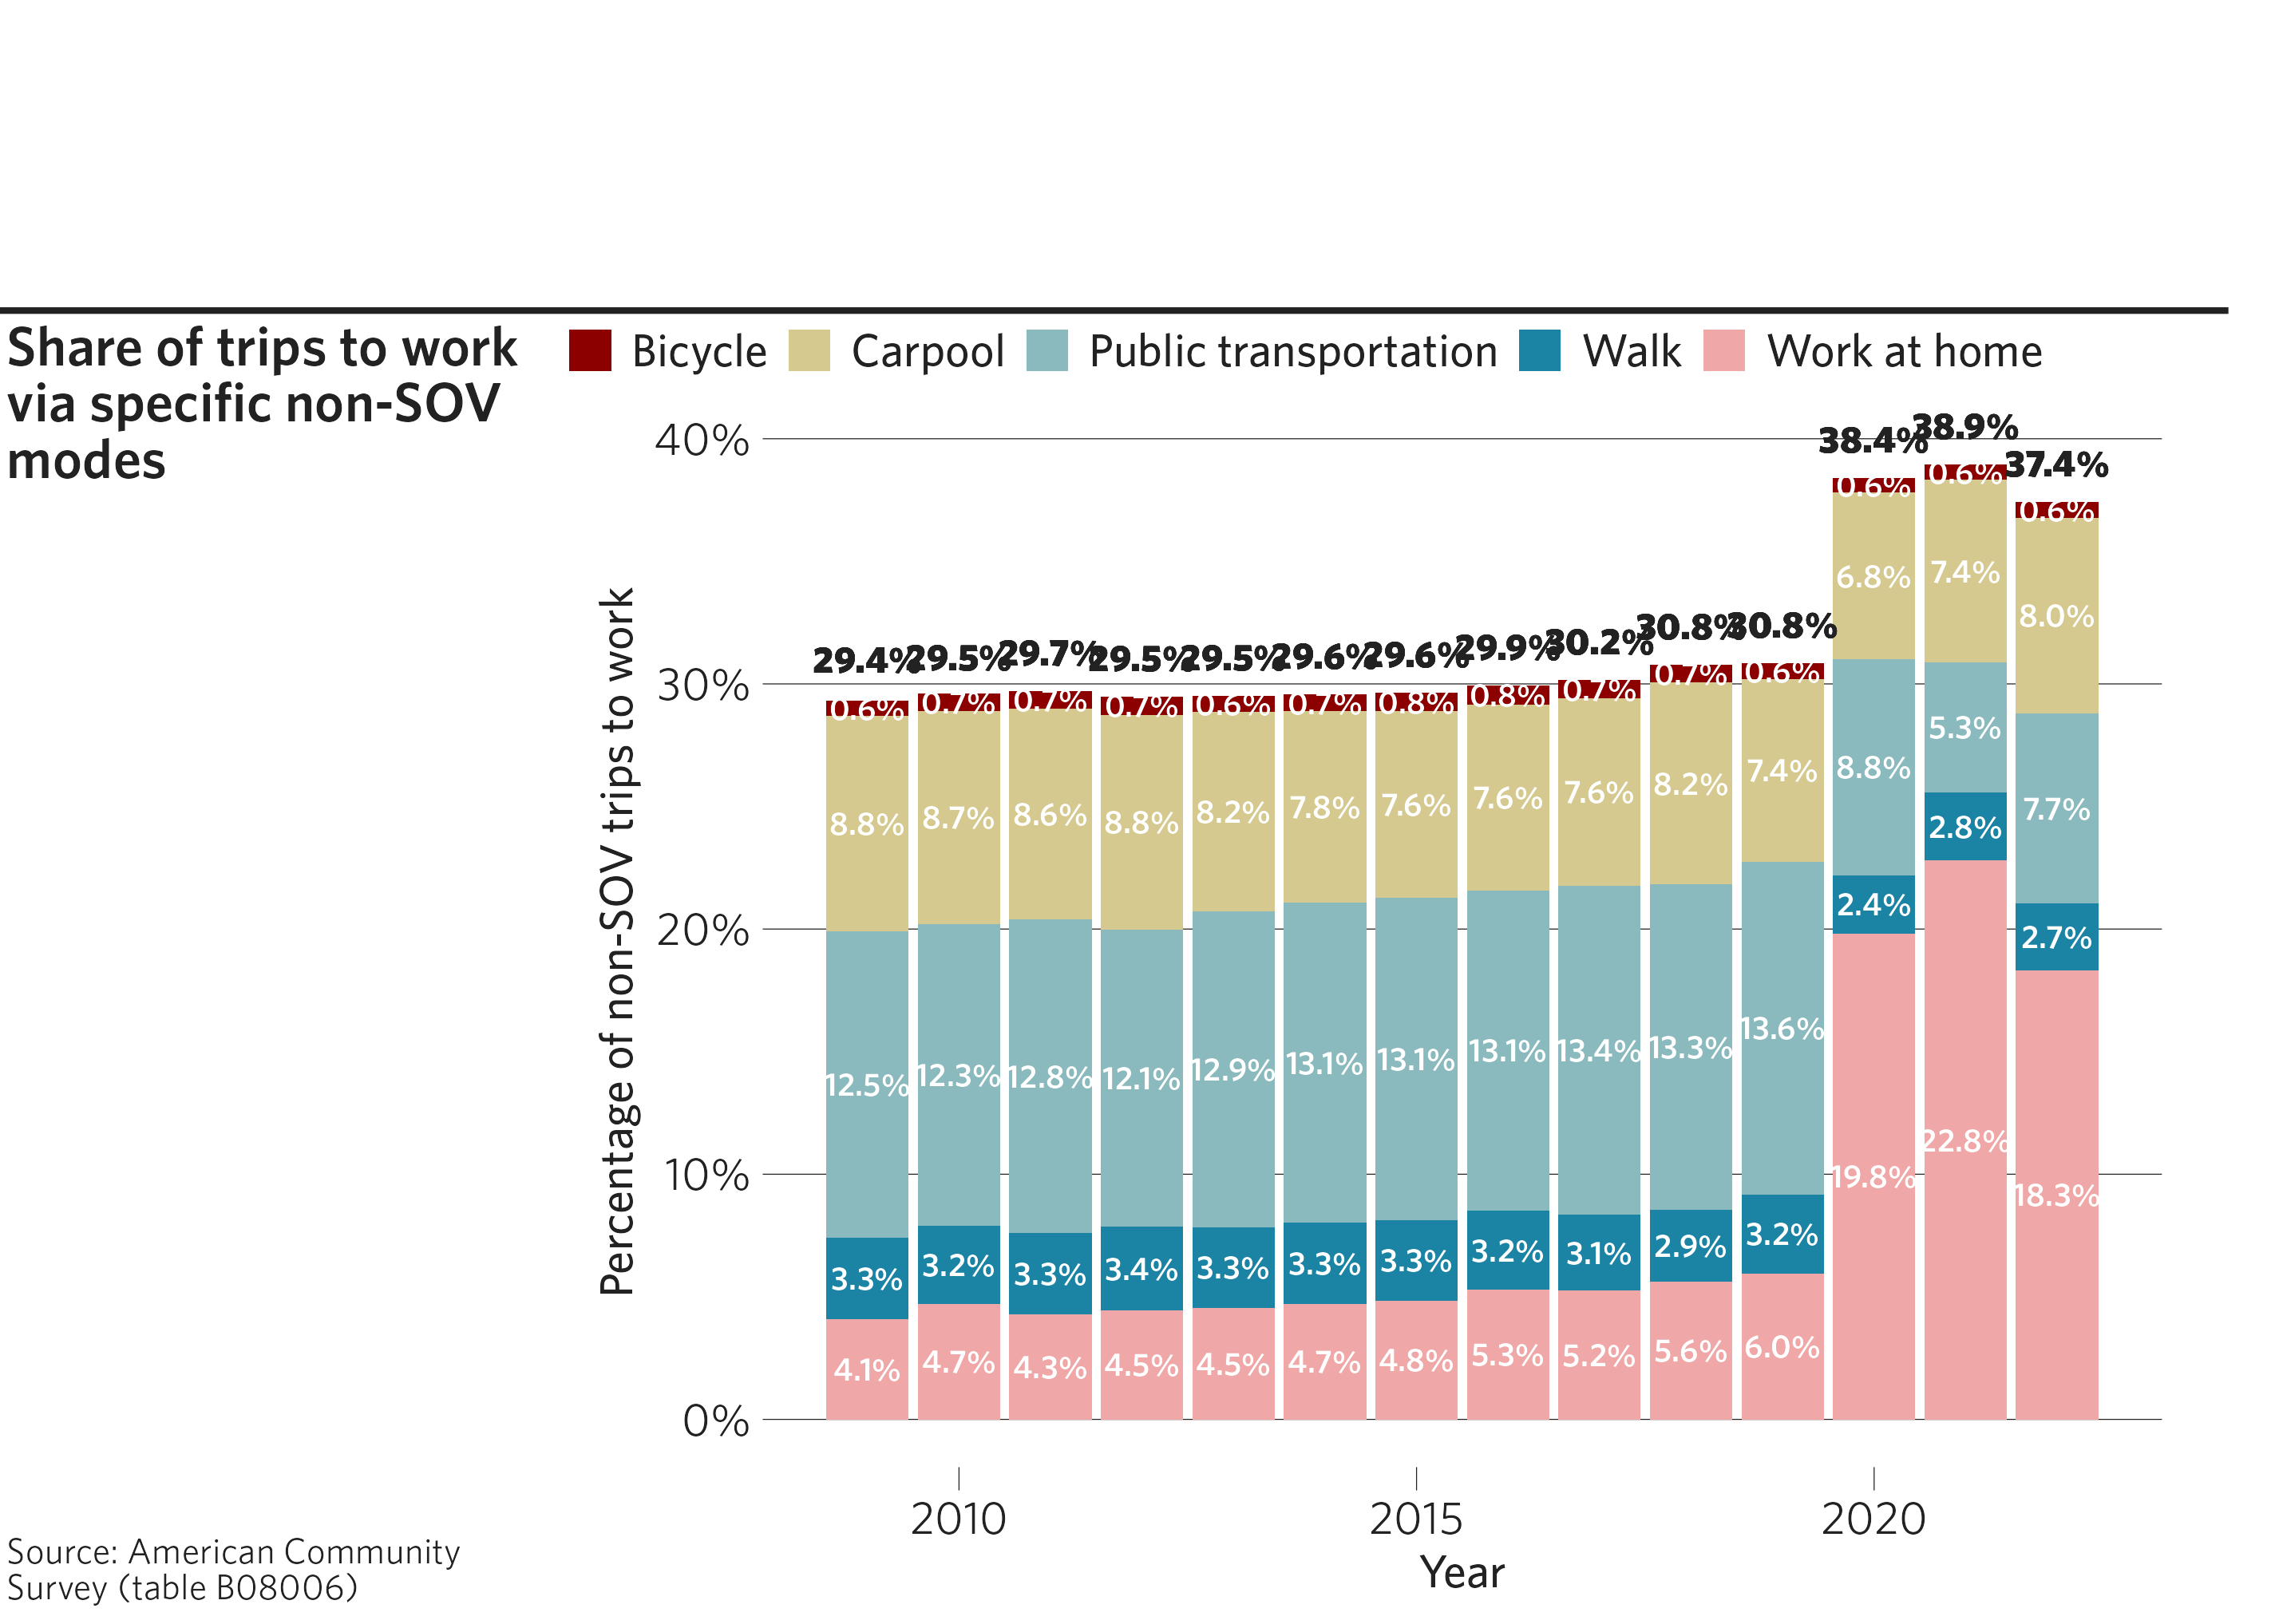 Share of trips to work
via specific non-SOV
modes
Bicycle Carpool Public transportation Walk Work at home
Percentage of non-SOV trips to work
40%
30%
20%
10%
0%
29.4% 29.5% 29.7% 29.5% 29.5% 29.6% 29.6% 29.9% 30.2% 30.8% 30.8% 38.4% 38.9% 37.4%
0.6% 0.7% 0.7% 0.7% 0.6% 0.7% 0.8% 0.8% 0.7% 0.7% 0.6% 0.6% 0.6% 0.6%
8.8% 8.7% 8.6% 8.8% 8.2% 7.8% 7.6% 7.6% 7.6% 8.2% 7.4% 6.8% 7.4% 8.0%
12.5% 12.3% 12.8% 12.1% 12.9% 13.1% 13.1% 13.1% 13.4% 13.3% 13.6% 8.8% 5.3% 7.7%
3.3% 3.2% 3.3% 3.4% 3.3% 3.3% 3.3% 3.2% 3.1% 2.9% 3.2% 2.4% 2.8% 2.7%
4.1% 4.7% 4.3% 4.5% 4.5% 4.7% 4.8% 5.3% 5.2% 5.6% 6.0% 19.8% 22.8% 18.3%
2010 2015 2020
Year
Source: American Community
Survey (table B08006)